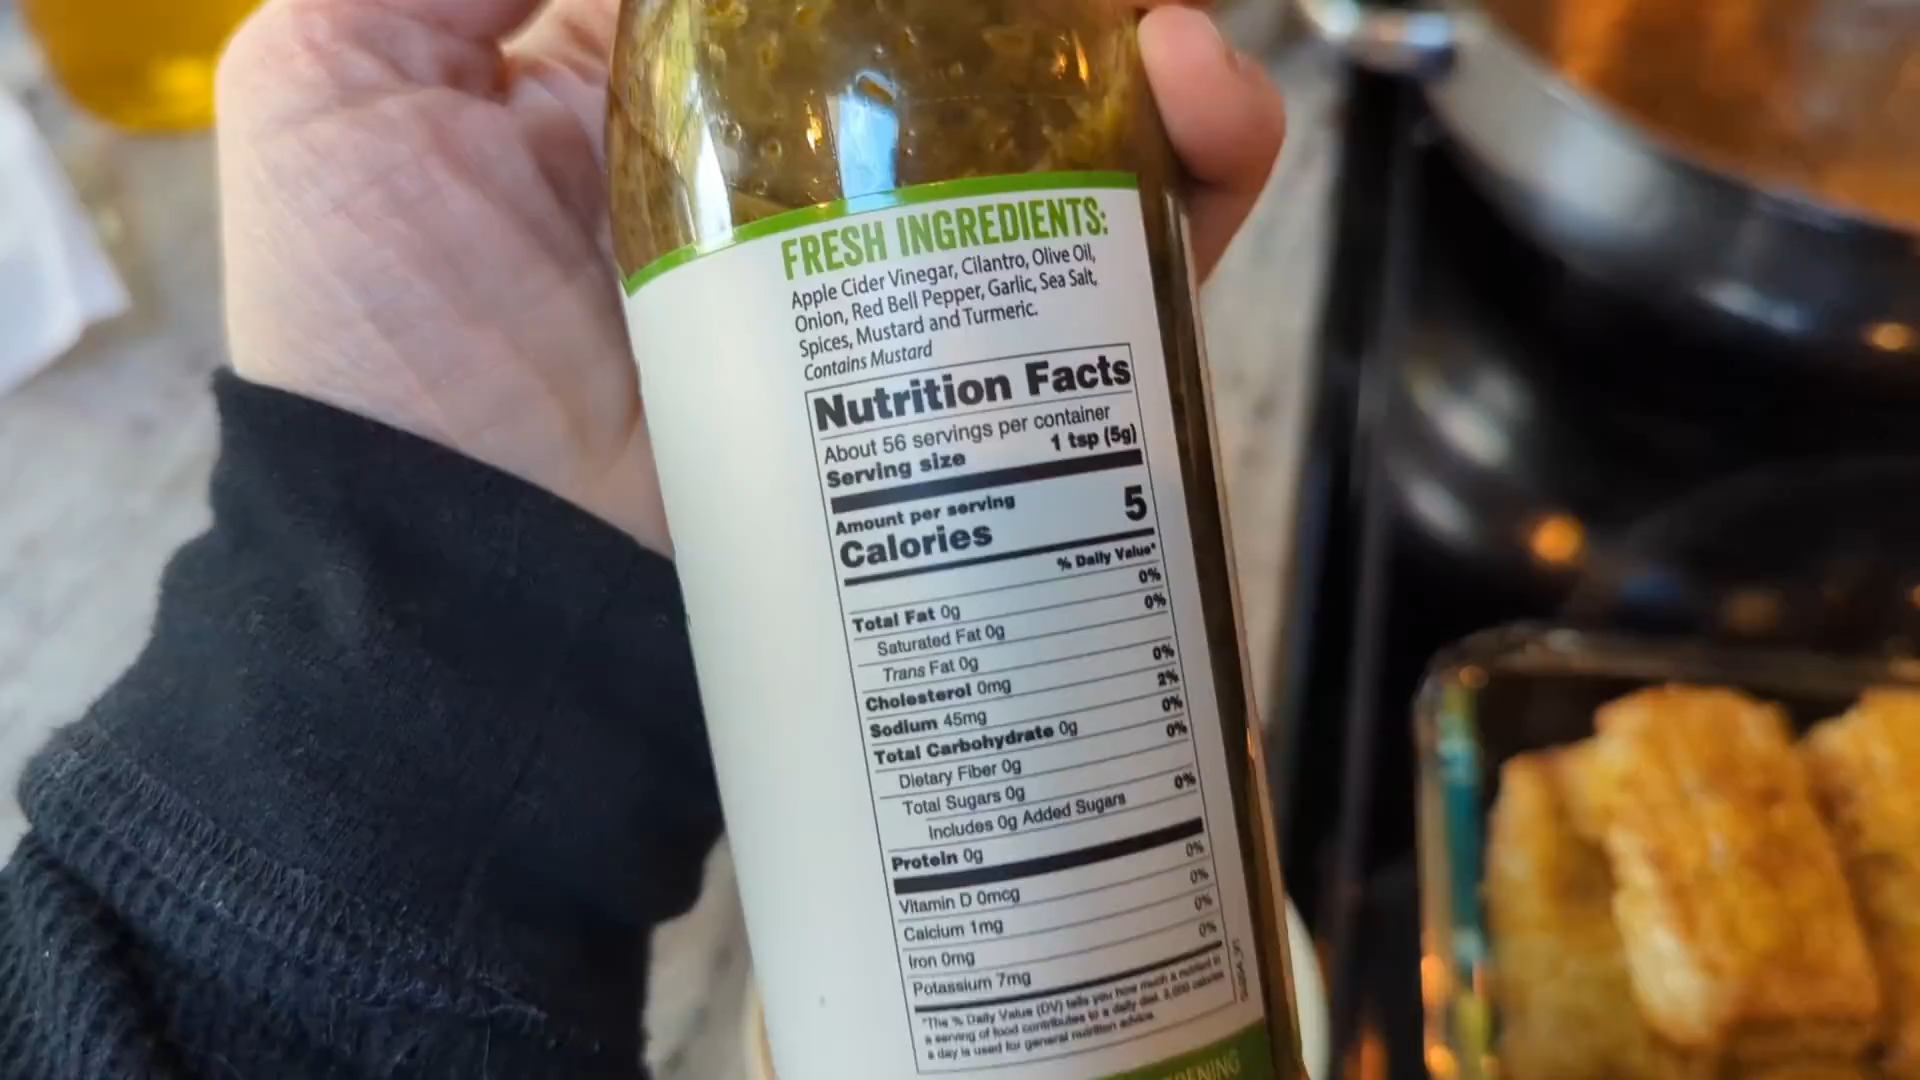 FRESH INGREDIENTS:
Apple Cider Vinegar, Cilantro, Olive Oil,
Onion, Red Bell Pepper, Garlic, Sea Salt,
Spices, Mustard and Turmeric.
Contains Mustard
Nutrition Facts
About 56 servings per container
Serving size 1 tsp (5g)
Amount per serving
Calories 5
% Daily Value*
Total Fat 0g 0%
Saturated Fat 0g 0%
Trans Fat 0g
Cholesterol 0mg 0%
Sodium 45mg 2%
Total Carbohydrate 0g 0%
Dietary Fiber 0g 0%
Total Sugars 0g
Includes 0g Added Sugars 0%
Protein 0g
Vitamin D 0mcg 0%
Calcium 1mg 0%
Iron 0mg 0%
Potassium 7mg 0%
*The % Daily Value (DV) tells you how much a nutrient in
a serving of food contributes to a daily diet. 2,000 calories
a day is used for general nutrition advice.